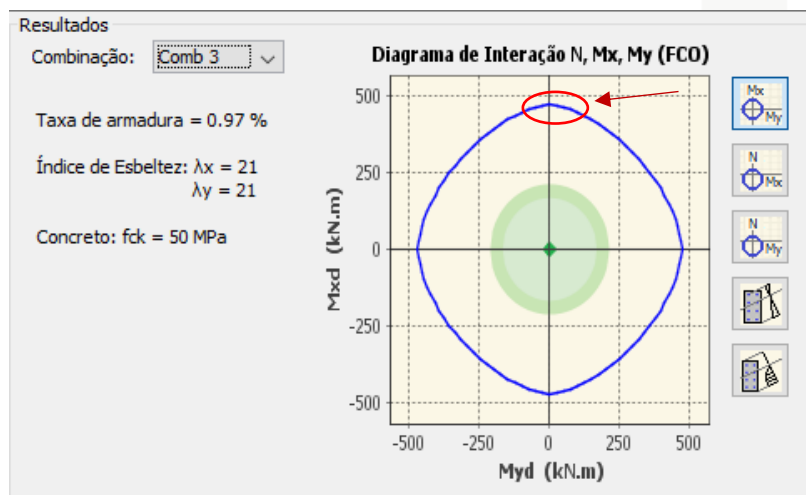 Resultados
Combinação: Comb 3
Taxa de armadura = 0.97 %
Índice de Esbeltez: λx = 21
λy = 21
Concreto: fck = 50 MPa
Diagrama de Interação N, Mx, My (FCO)
Mxd (kN.m)
500
250
0
-250
-500
-500 -250 0 250 500
Myd (kN.m)
Mx
My
N
Mx
N
My